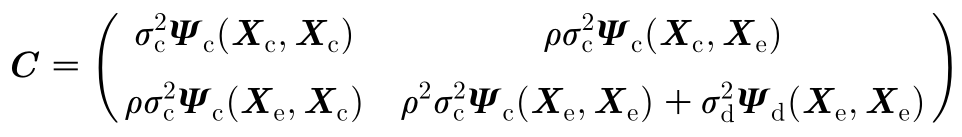 C = ( σ_c^2 Ψ_c(X_c, X_c)   ρσ_c^2 Ψ_c(X_c, X_e)
ρσ_c^2 Ψ_c(X_e, X_c)   ρ^2 σ_c^2 Ψ_c(X_e, X_e) + σ_d^2 Ψ_d(X_e, X_e) )